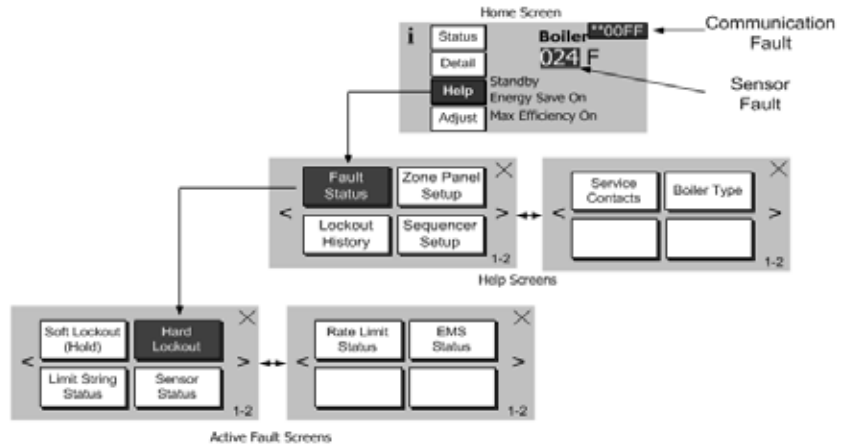 Home Screen
i
Status
Boiler
**00FF
Communication
Fault
Detail
024 F
Help
Standby
Energy Save On
Sensor
Fault
Adjust
Max Efficiency On
Fault
Status
Zone Panel
Setup
X
<
>
Lockout
History
Sequencer
Setup
1-2
Service
Contacts
Boiler Type
X
<
>
1-2
Help Screens
Soft Lockout
(Hold)
Hard
Lockout
X
<
>
Limit String
Status
Sensor
Status
1-2
Rate Limit
Status
EMS
Status
X
<
>
1-2
Active Fault Screens